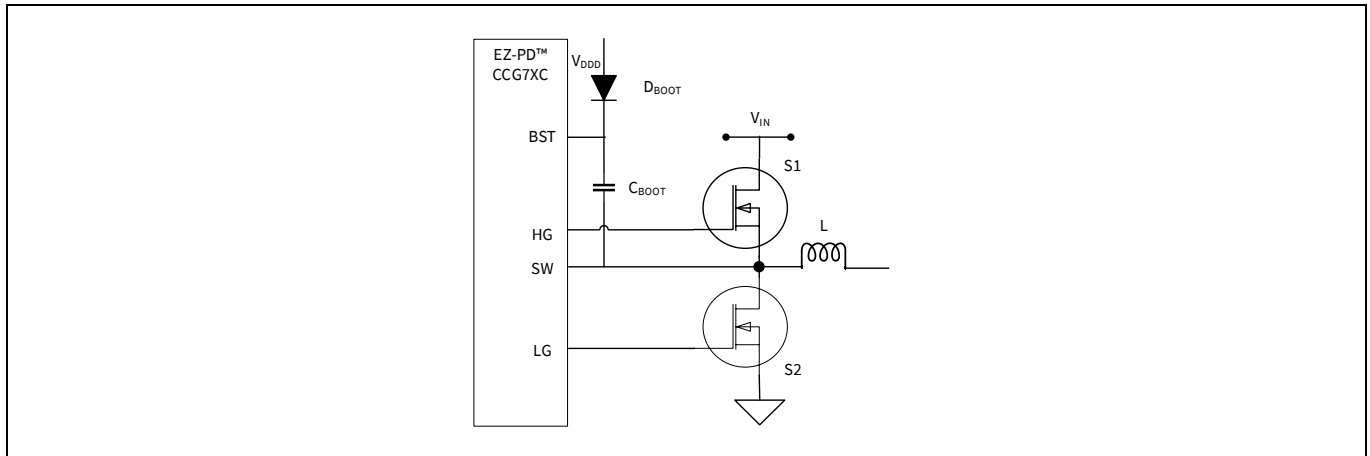 EZ-PD™
CCG7XC
V_DDD
D_BOOT
BST
V_IN
S1
C_BOOT
L
HG
SW
LG
S2